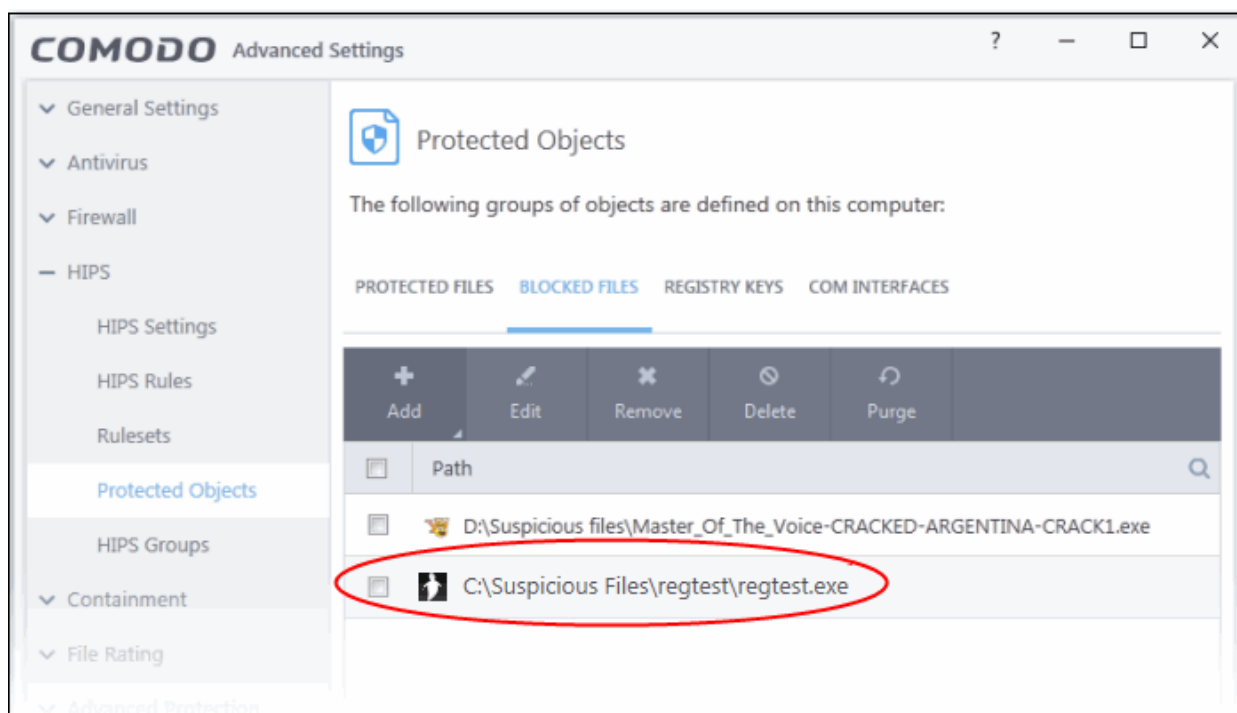 COMODO Advanced Settings
?
General Settings
Antivirus
Firewall
HIPS
HIPS Settings
HIPS Rules
Rulesets
Protected Objects
HIPS Groups
Containment
File Rating
Advanced Protection
Protected Objects
The following groups of objects are defined on this computer:
PROTECTED FILES BLOCKED FILES REGISTRY KEYS COM INTERFACES
Add Edit Remove Delete Purge
Path
D:\Suspicious files\Master_Of_The_Voice-CRACKED-ARGENTINA-CRACK1.exe
C:\Suspicious Files\regtest\regtest.exe